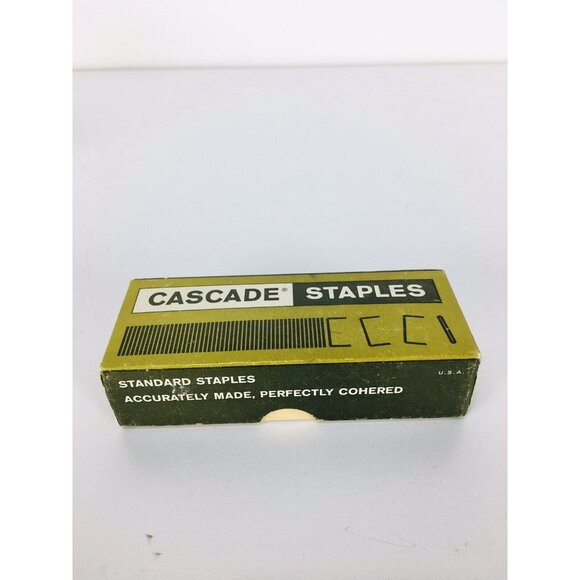 CASCADE® STAPLES
STANDARD STAPLES
ACCURATELY MADE, PERFECTLY COHERED
U.S.A.